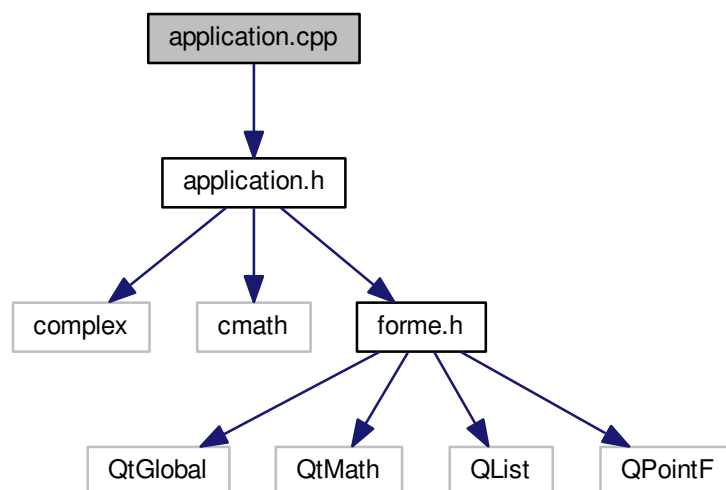 application.cpp
application.h
complex
cmath
forme.h
QtGlobal
QtMath
QList
QPointF